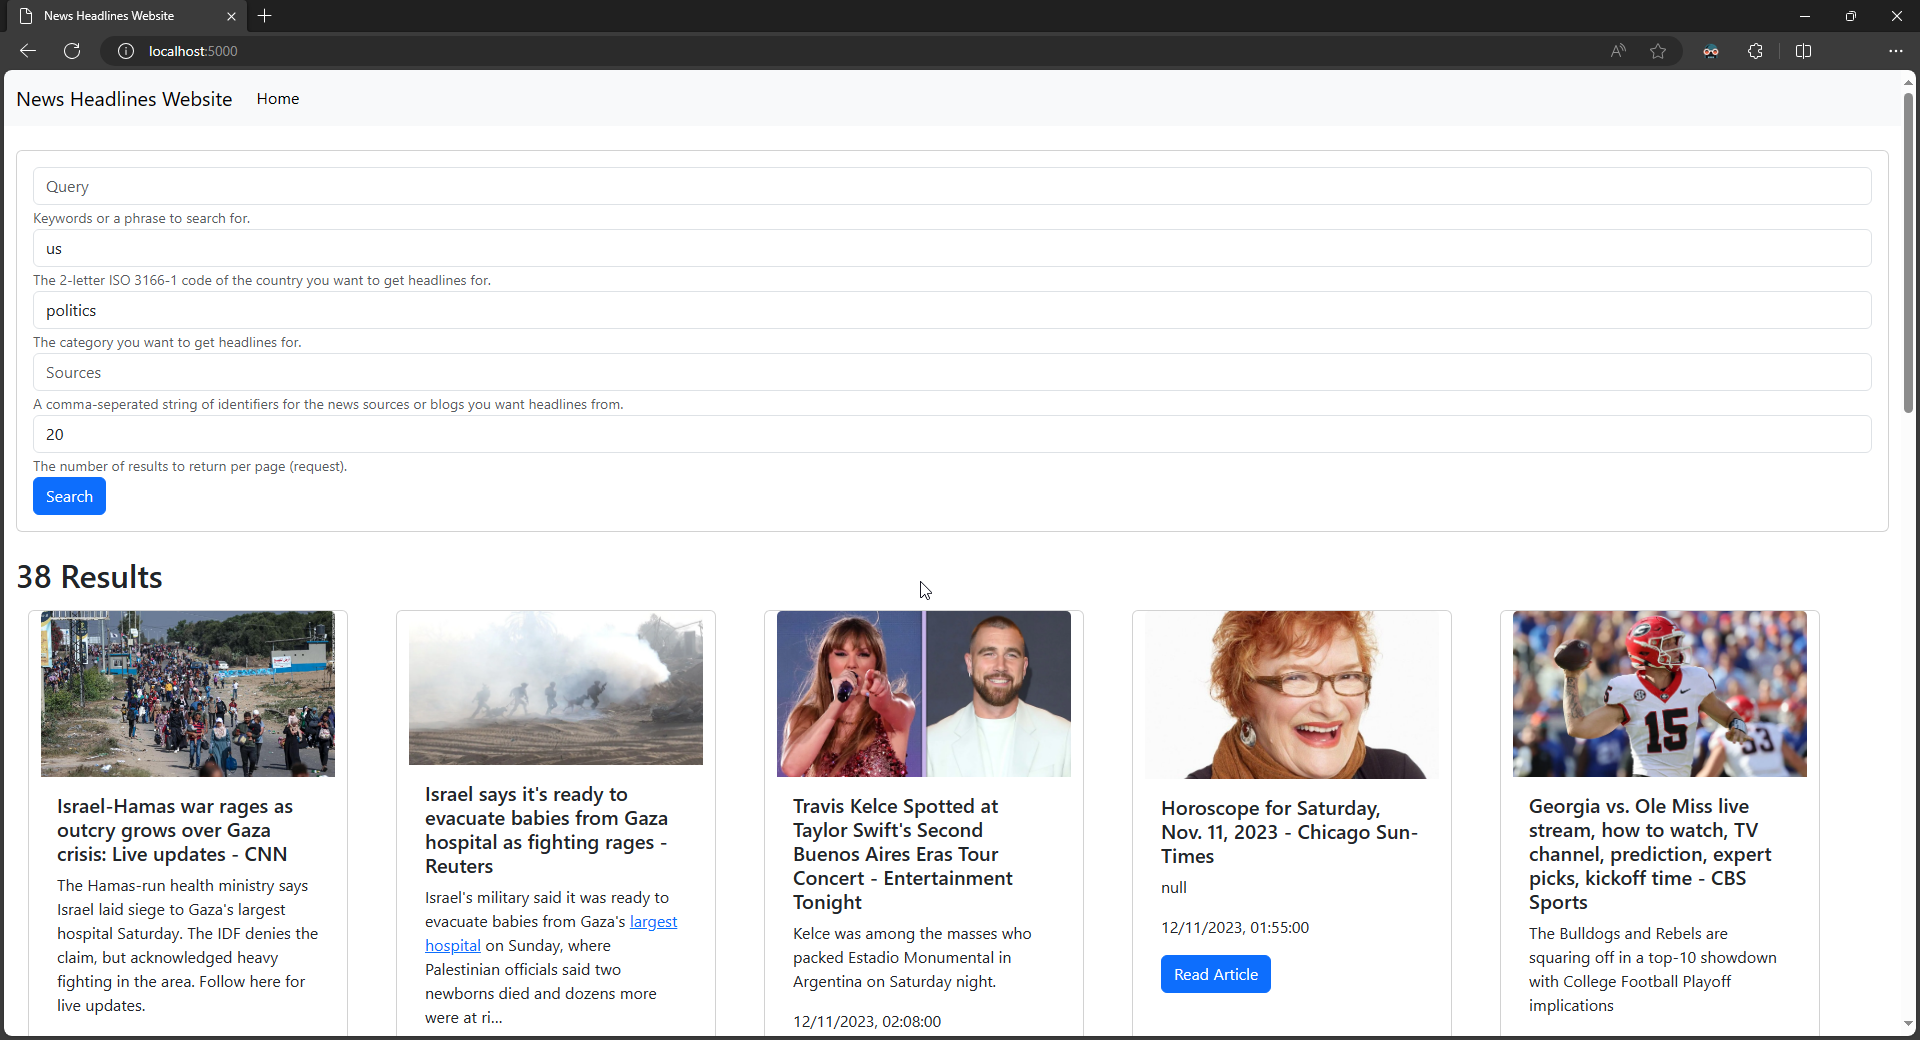 News Headlines Website
localhost:5000
News Headlines Website Home
Query
Keywords or a phrase to search for.
us
The 2-letter ISO 3166-1 code of the country you want to get headlines for.
politics
The category you want to get headlines for.
Sources
A comma-seperated string of identifiers for the news sources or blogs you want headlines from.
20
The number of results to return per page (request).
Search
38 Results
Israel-Hamas war rages as
outcry grows over Gaza
crisis: Live updates - CNN
The Hamas-run health ministry says
Israel laid siege to Gaza's largest
hospital Saturday. The IDF denies the
claim, but acknowledged heavy
fighting in the area. Follow here for
live updates.
Israel says it's ready to
evacuate babies from Gaza
hospital as fighting rages -
Reuters
Israel's military said it was ready to
evacuate babies from Gaza's largest
hospital on Sunday, where
Palestinian officials said two
newborns died and dozens more
were at ri...
Travis Kelce Spotted at
Taylor Swift's Second
Buenos Aires Eras Tour
Concert - Entertainment
Tonight
Kelce was among the masses who
packed Estadio Monumental in
Argentina on Saturday night.
12/11/2023, 02:08:00
Horoscope for Saturday,
Nov. 11, 2023 - Chicago Sun-
Times
null
12/11/2023, 01:55:00
Read Article
15
33
Georgia vs. Ole Miss live
stream, how to watch, TV
channel, prediction, expert
picks, kickoff time - CBS
Sports
The Bulldogs and Rebels are
squaring off in a top-10 showdown
with College Football Playoff
implications